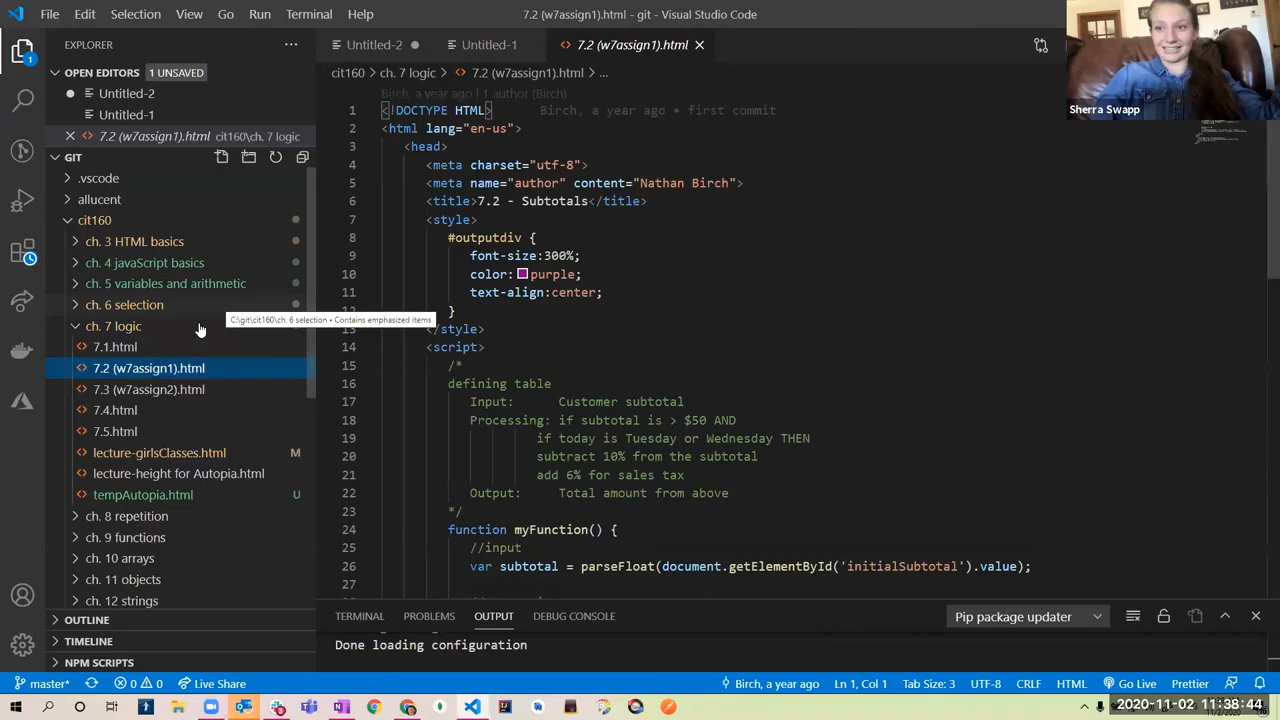 File Edit Selection View Go Run Terminal Help
7.2 (w7assign1).html - git - Visual Studio Code
EXPLORER
OPEN EDITORS 1 UNSAVED
Untitled-2
Untitled-1
7.2 (w7assign1).html cit160\ch. 7 logic
GIT
.vscode
allucent
cit160
ch. 3 HTML basics
ch. 4 javaScript basics
ch. 5 variables and arithmetic
ch. 6 selection
ch. 7 logic
C:\git\cit160\ch. 6 selection • Contains emphasized items
7.1.html
7.2 (w7assign1).html
7.3 (w7assign2).html
7.4.html
7.5.html
lecture-girlsClasses.html M
lecture-height for Autopia.html
tempAutopia.html U
ch. 8 repetition
ch. 9 functions
ch. 10 arrays
ch. 11 objects
ch. 12 strings
OUTLINE
TIMELINE
NPM SCRIPTS
Untitled-2 Untitled-1 7.2 (w7assign1).html
cit160 > ch. 7 logic > 7.2 (w7assign1).html > ...
Birch, a year ago | 1 author (Birch)
1 <!DOCTYPE HTML> Birch, a year ago • first commit
2 <html lang="en-us">
3 <head>
4 <meta charset="utf-8">
5 <meta name="author" content="Nathan Birch">
6 <title>7.2 - Subtotals</title>
7 <style>
8 #outputdiv {
9 font-size:300%;
10 color: purple;
11 text-align:center;
12 }
13 </style>
14 <script>
15 /*
16 defining table
17 Input: Customer subtotal
18 Processing: if subtotal is > $50 AND
19 if today is Tuesday or Wednesday THEN
20 subtract 10% from the subtotal
21 add 6% for sales tax
22 Output: Total amount from above
23 */
24 function myFunction() {
25 //input
26 var subtotal = parseFloat(document.getElementById('initialSubtotal').value);
27
TERMINAL PROBLEMS OUTPUT DEBUG CONSOLE Pip package updater
Done loading configuration
master* 0 0 Live Share
Birch, a year ago Ln 1, Col 1 Tab Size: 3 UTF-8 CRLF HTML Go Live Prettier
Sherra Swapp
2020-11-02 11:38:44